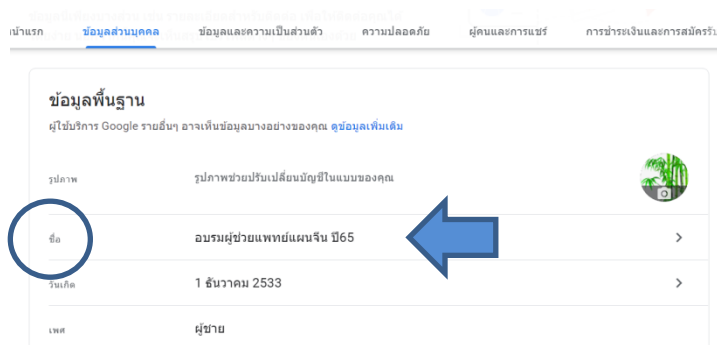 น้าแรก ข้อมูลส่วนบุคคล ข้อมูลและความเป็นส่วนตัว ความปลอดภัย ผู้คนและการแชร์ การชำระเงินและการสมัครรับ
ข้อมูลพื้นฐาน
ผู้ใช้บริการ Google รายอื่นๆ อาจเห็นข้อมูลบางอย่างของคุณ ดูข้อมูลเพิ่มเติม
รูปภาพ รูปภาพช่วยปรับเปลี่ยนบัญชีในแบบของคุณ
ชื่อ อบรมผู้ช่วยแพทย์แผนจีน ปี65
วันเกิด 1 ธันวาคม 2533
เพศ ผู้ชาย